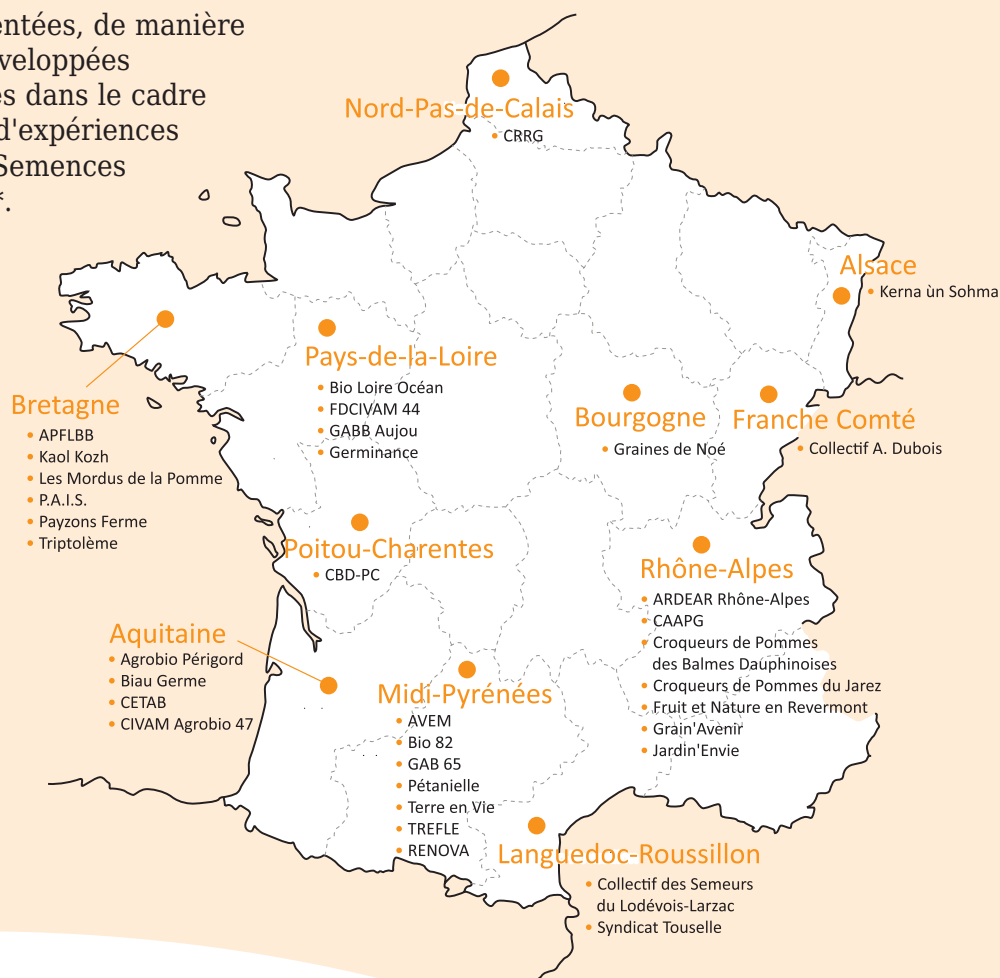 entées, de manière
veloppées
es dans le cadre
d'expériences
Semences
*.
Nord-Pas-de-Calais
• CRRG
Alsace
• Kerna ùn Sohma
Pays-de-la-Loire
• Bio Loire Océan
• FDCIVAM 44
• GABB Aujou
• Germinance
Bretagne
• APFLBB
• Kaol Kozh
• Les Mordus de la Pomme
• P.A.I.S.
• Payzons Ferme
• Triptolème
Bourgogne
• Graines de Noé
Franche Comté
• Collectif A. Dubois
Poitou-Charentes
• CBD-PC
Rhône-Alpes
• ARDEAR Rhône-Alpes
• CAAPG
• Croqueurs de Pommes
des Balmes Dauphinoises
• Croqueurs de Pommes du Jarez
• Fruit et Nature en Revermont
• Grain'Avenir
• Jardin'Envie
Aquitaine
• Agrobio Périgord
• Biau Germe
• CETAB
• CIVAM Agrobio 47
Midi-Pyrénées
• AVEM
• Bio 82
• GAB 65
• Pétanielle
• Terre en Vie
• TREFLE
• RENOVA
Languedoc-Roussillon
• Collectif des Semeurs
du Lodévois-Larzac
• Syndicat Touselle